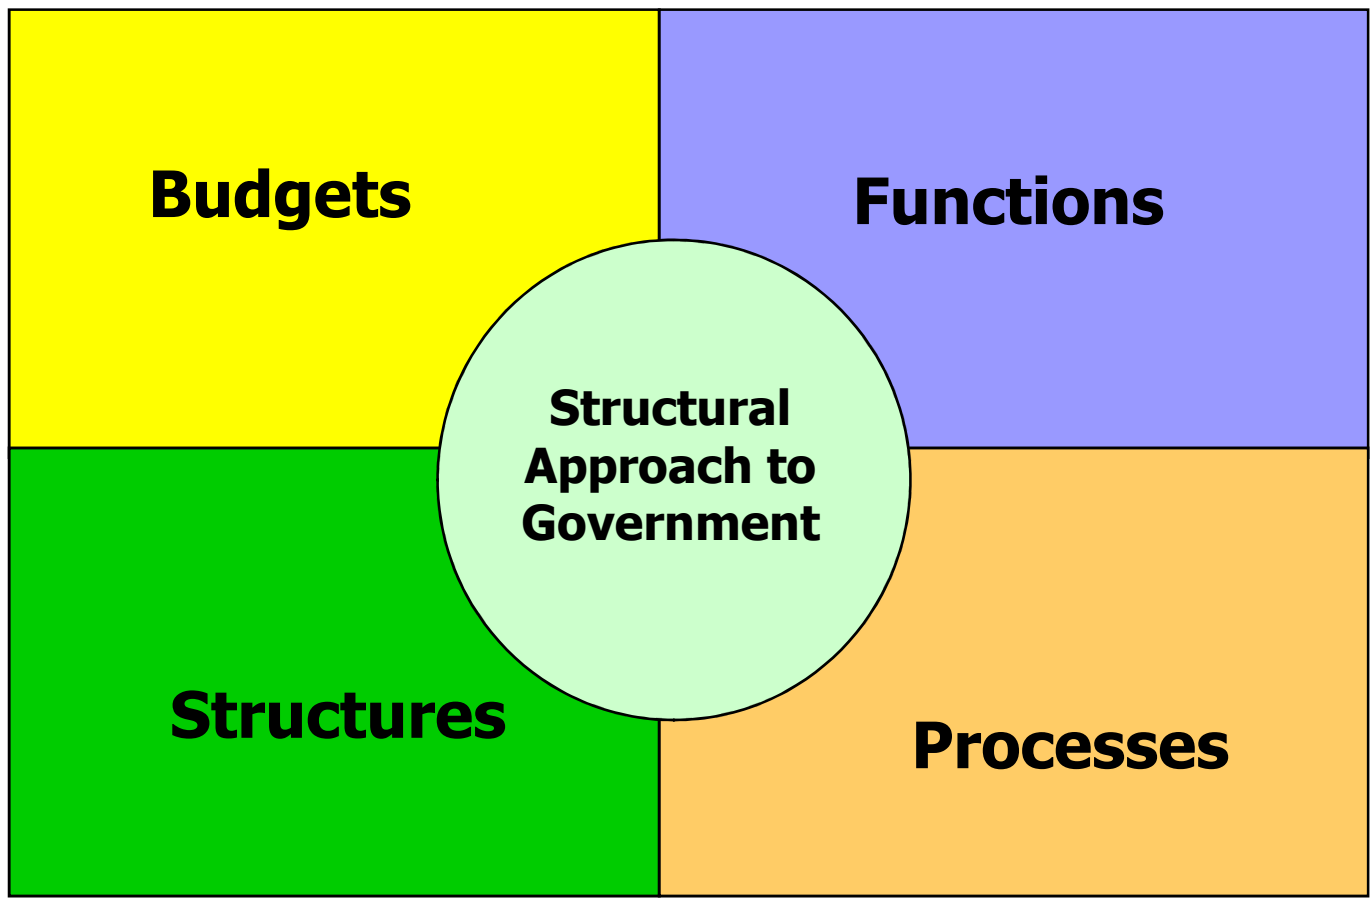 Budgets
Functions
Structural
Approach to
Government
Structures
Processes